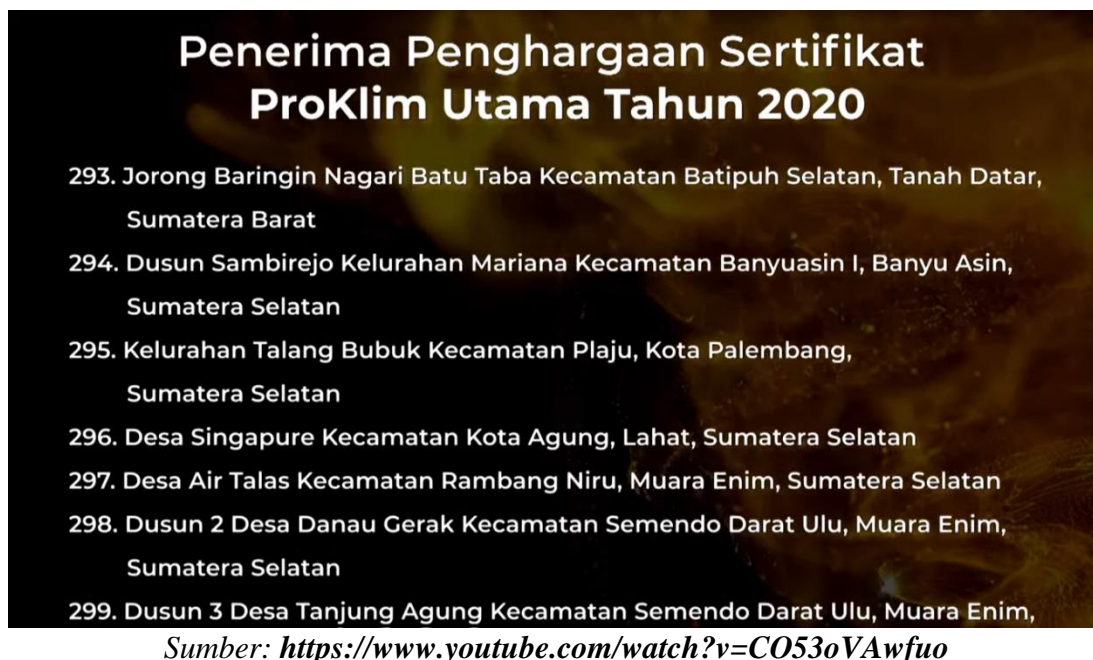 Penerima Penghargaan Sertifikat
ProKlim Utama Tahun 2020
293. Jorong Baringin Nagari Batu Taba Kecamatan Batipuh Selatan, Tanah Datar,
Sumatera Barat
294. Dusun Sambirejo Kelurahan Mariana Kecamatan Banyuasin I, Banyu Asin,
Sumatera Selatan
295. Kelurahan Talang Bubuk Kecamatan Plaju, Kota Palembang,
Sumatera Selatan
296. Desa Singapure Kecamatan Kota Agung, Lahat, Sumatera Selatan
297. Desa Air Talas Kecamatan Rambang Niru, Muara Enim, Sumatera Selatan
298. Dusun 2 Desa Danau Gerak Kecamatan Semendo Darat Ulu, Muara Enim,
Sumatera Selatan
299. Dusun 3 Desa Tanjung Agung Kecamatan Semendo Darat Ulu, Muara Enim,
Sumber: https://www.youtube.com/watch?v=CO53oVAwfuo